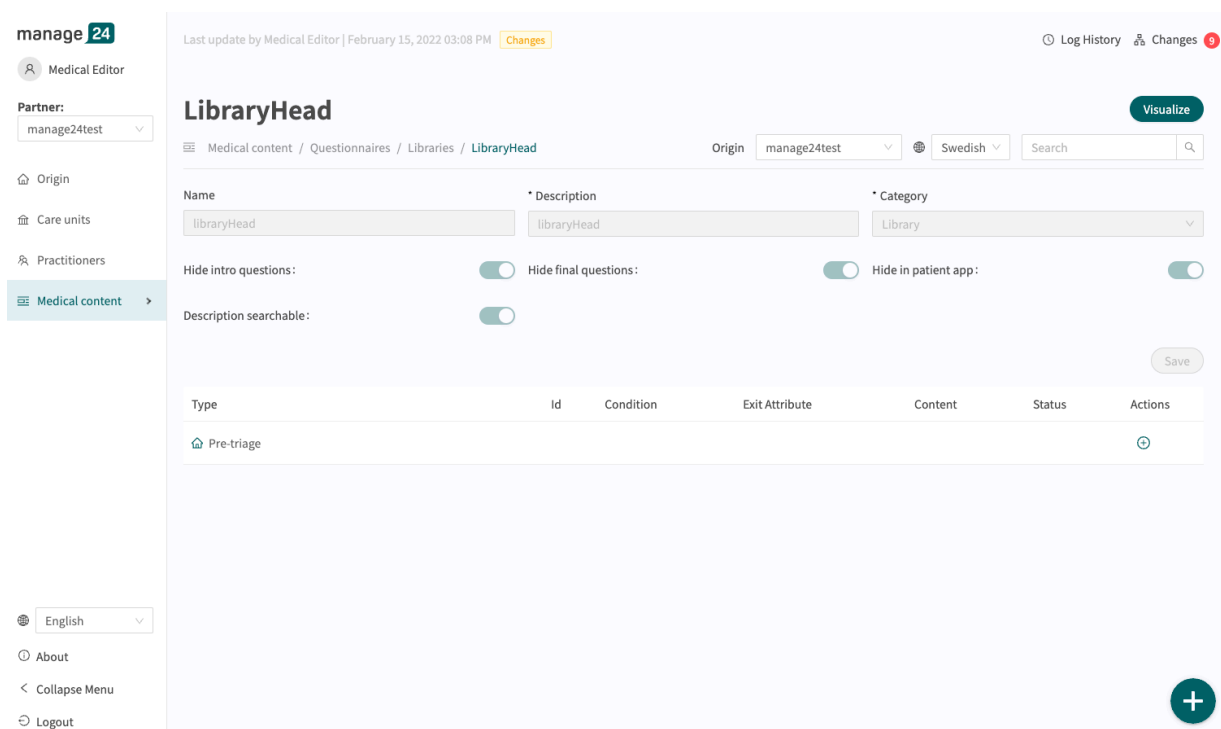 manage 24
Last update by Medical Editor | February 15, 2022 03:08 PM Changes
Log History Changes 9
Medical Editor
Partner:
manage24test
LibraryHead
Visualize
Medical content / Questionnaires / Libraries / LibraryHead
Origin manage24test Swedish Search
Origin
Care units
Practitioners
Medical content
Name * Description * Category
libraryHead libraryHead Library
Hide intro questions: Hide final questions: Hide in patient app:
Description searchable:
Save
Type Id Condition Exit Attribute Content Status Actions
Pre-triage
English
About
Collapse Menu
Logout